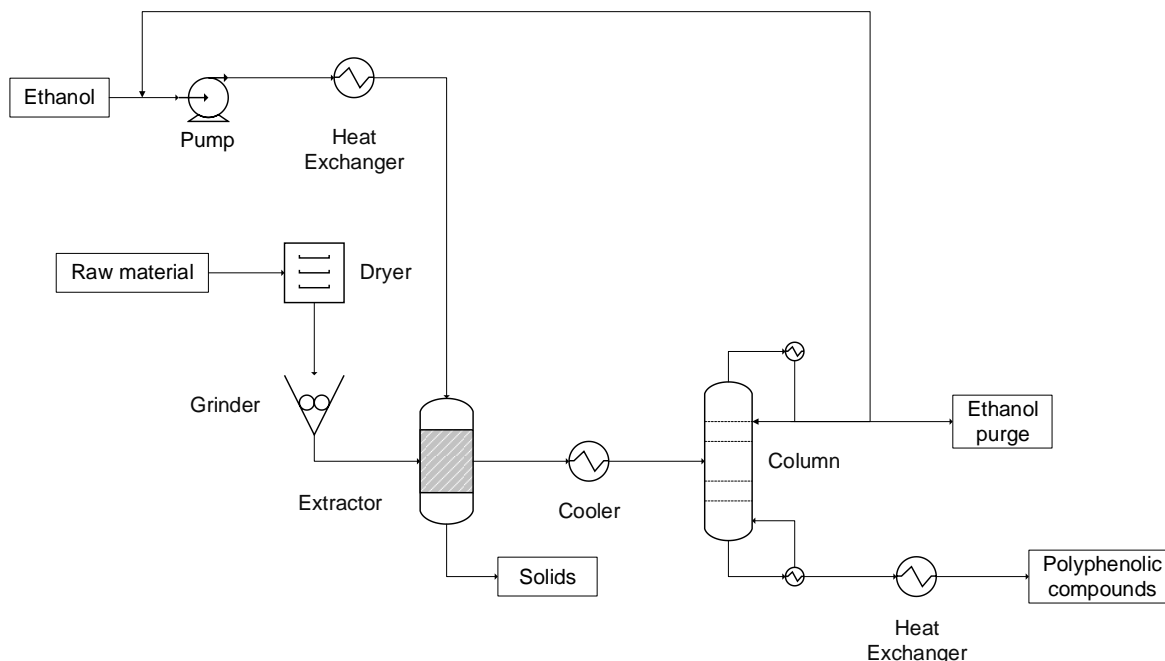 Ethanol
Pump
Heat
Exchanger
Raw material
Dryer
Grinder
Extractor
Solids
Cooler
Column
Ethanol
purge
Heat
Exchanger
Polyphenolic
compounds